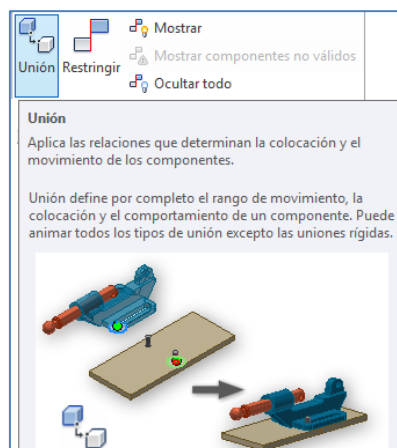 Mostrar
Mostrar componentes no válidos
Unión Restringir
Ocultar todo
Unión
Aplica las relaciones que determinan la colocación y el
movimiento de los componentes.
Unión define por completo el rango de movimiento, la
colocación y el comportamiento de un componente. Puede
animar todos los tipos de unión excepto las uniones rígidas.